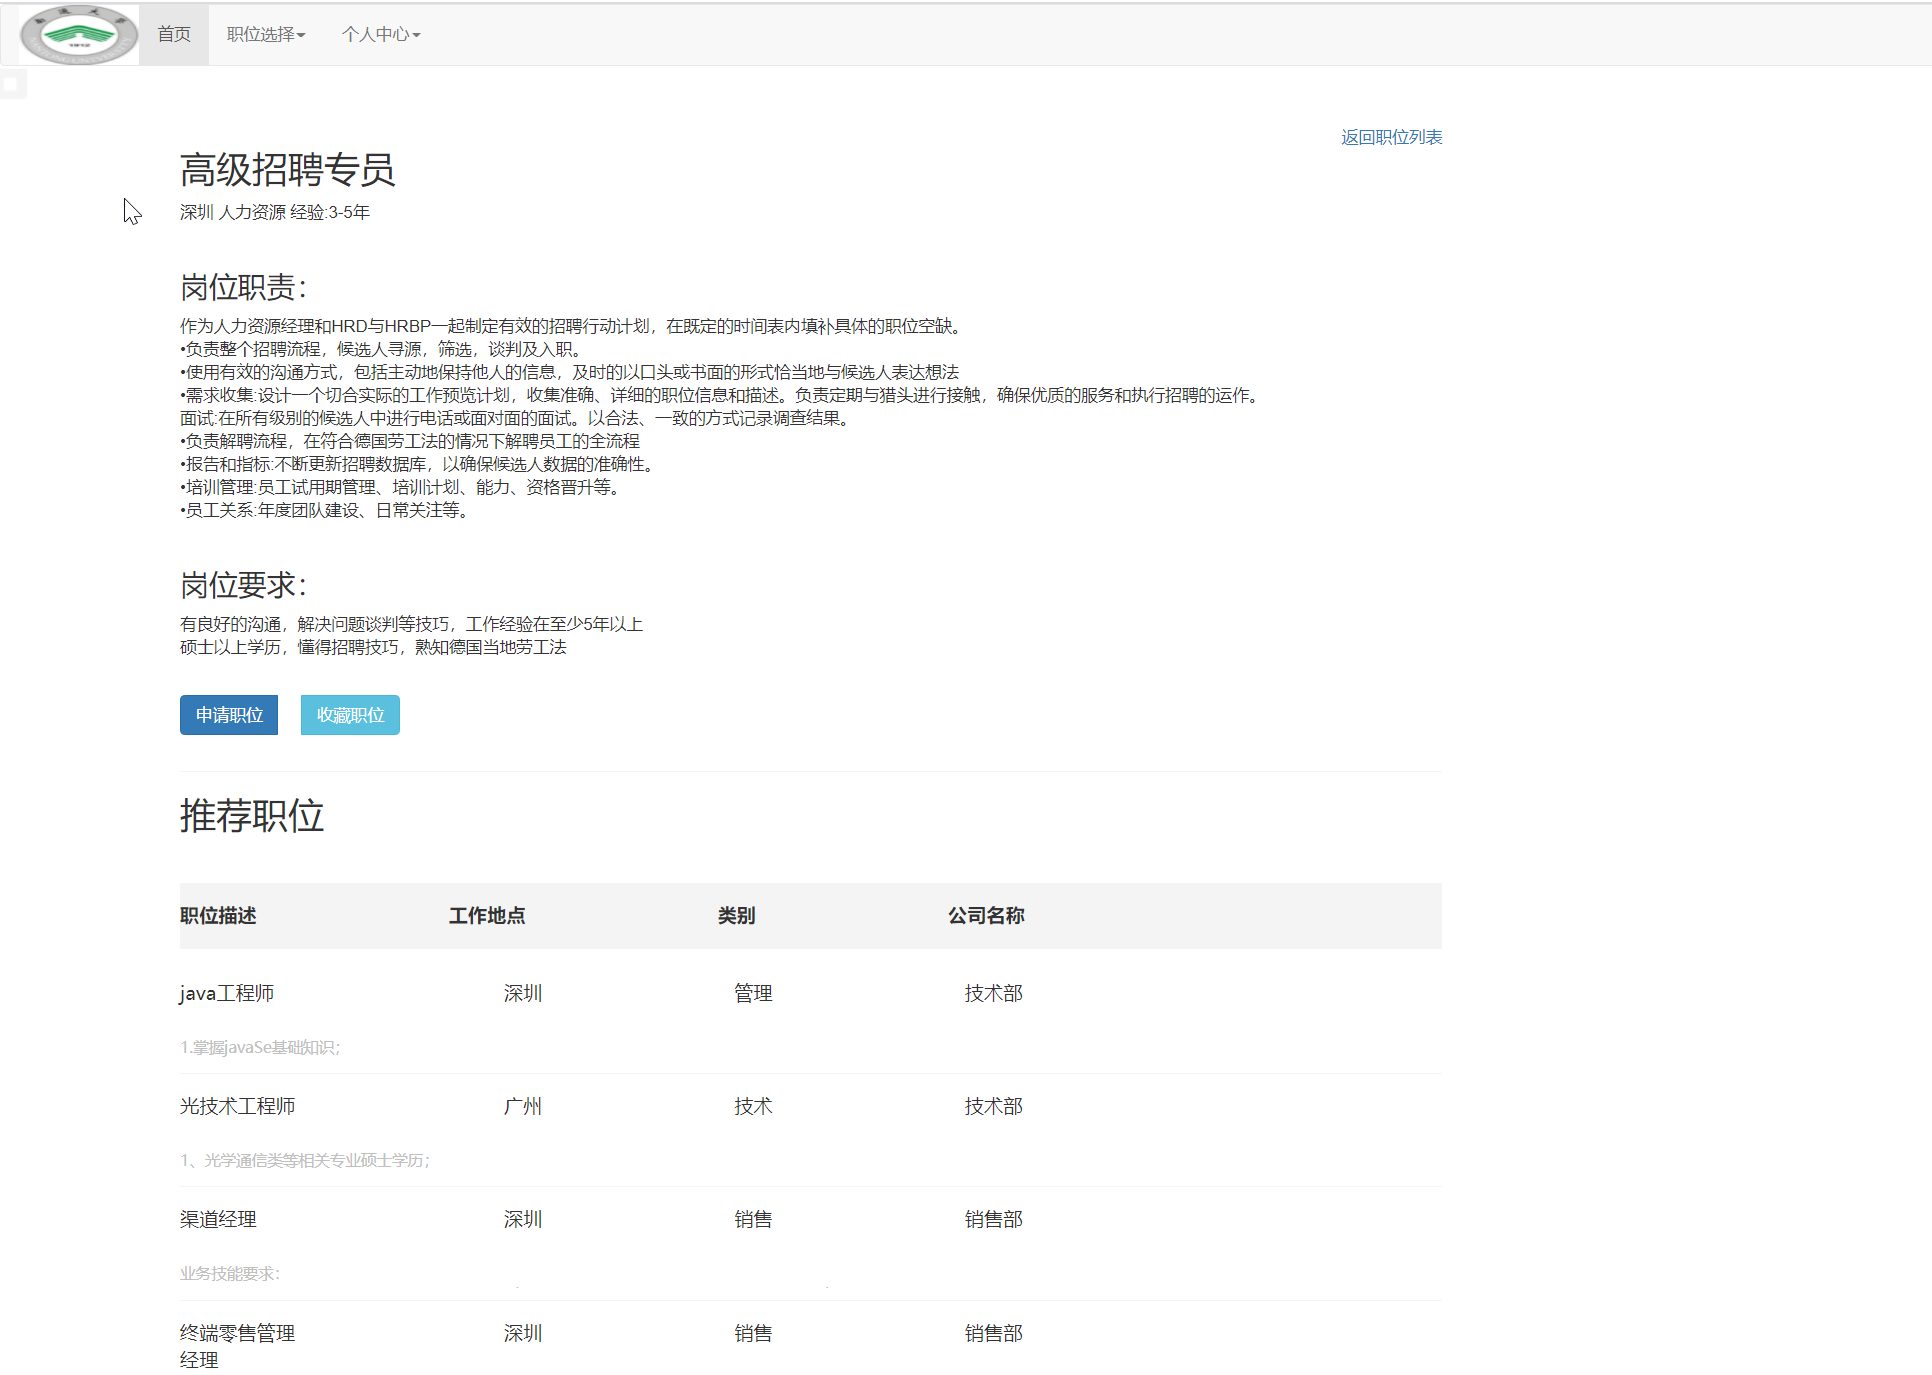 首页 职位选择 个人中心
返回职位列表
高级招聘专员
深圳 人力资源 经验:3-5年
岗位职责：
作为人力资源经理和HRD与HRBP一起制定有效的招聘行动计划，在既定的时间表内填补具体的职位空缺。
•负责整个招聘流程，候选人寻源，筛选，谈判及入职。
•使用有效的沟通方式，包括主动地保持他人的信息，及时的以口头或书面的形式恰当地与候选人表达想法
•需求收集:设计一个切合实际的工作预览计划，收集准确、详细的职位信息和描述。负责定期与猎头进行接触，确保优质的服务和执行招聘的运作。
面试:在所有级别的候选人中进行电话或面对面的面试。以合法、一致的方式记录调查结果。
•负责解聘流程，在符合德国劳工法的情况下解聘员工的全流程
•报告和指标:不断更新招聘数据库，以确保候选人数据的准确性。
•培训管理:员工试用期管理、培训计划、能力、资格晋升等。
•员工关系:年度团队建设、日常关注等。
岗位要求：
有良好的沟通，解决问题谈判等技巧，工作经验在至少5年以上
硕士以上学历，懂得招聘技巧，熟知德国当地劳工法
申请职位 收藏职位
推荐职位
职位描述 工作地点 类别 公司名称
java工程师 深圳 管理 技术部
1.掌握javaSe基础知识；
光技术工程师 广州 技术 技术部
1、光学通信类等相关专业硕士学历；
渠道经理 深圳 销售 销售部
业务技能要求：
终端零售管理 深圳 销售 销售部
经理